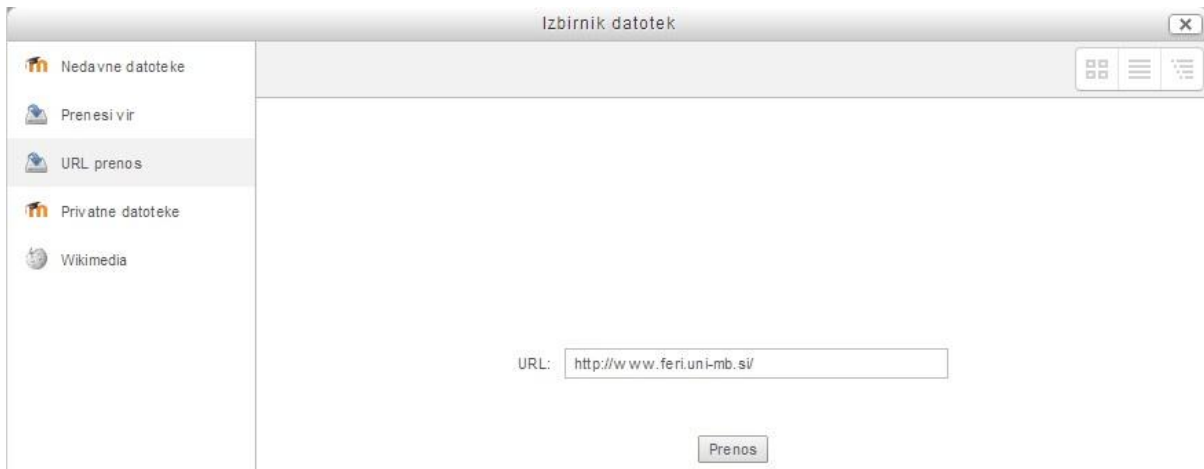 Izbirnik datotek
Nedavne datoteke
Prenesi vir
URL prenos
Privatne datoteke
Wikimedia
URL: http://www.feri.uni-mb.si/
Prenos